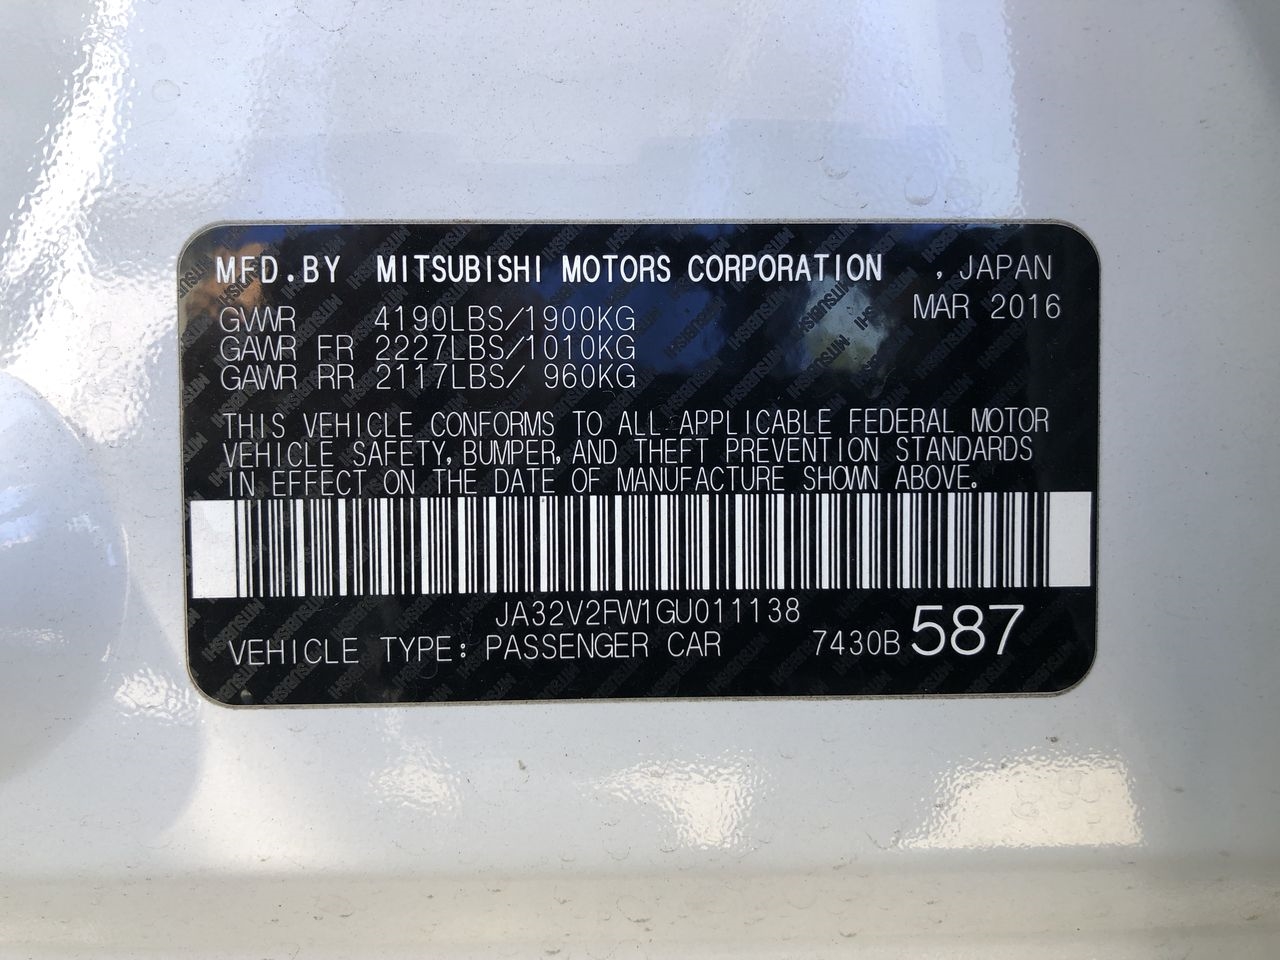 MFD.BY MITSUBISHI MOTORS CORPORATION , JAPAN
MAR 2016
GVWR 4190LBS/1900KG
GAWR FR 2227LBS/1010KG
GAWR RR 2117LBS/ 960KG
THIS VEHICLE CONFORMS TO ALL APPLICABLE FEDERAL MOTOR
VEHICLE SAFETY, BUMPER, AND THEFT PREVENTION STANDARDS
IN EFFECT ON THE DATE OF MANUFACTURE SHOWN ABOVE.
JA32V2FW1GU011138
VEHICLE TYPE: PASSENGER CAR 7430B 587